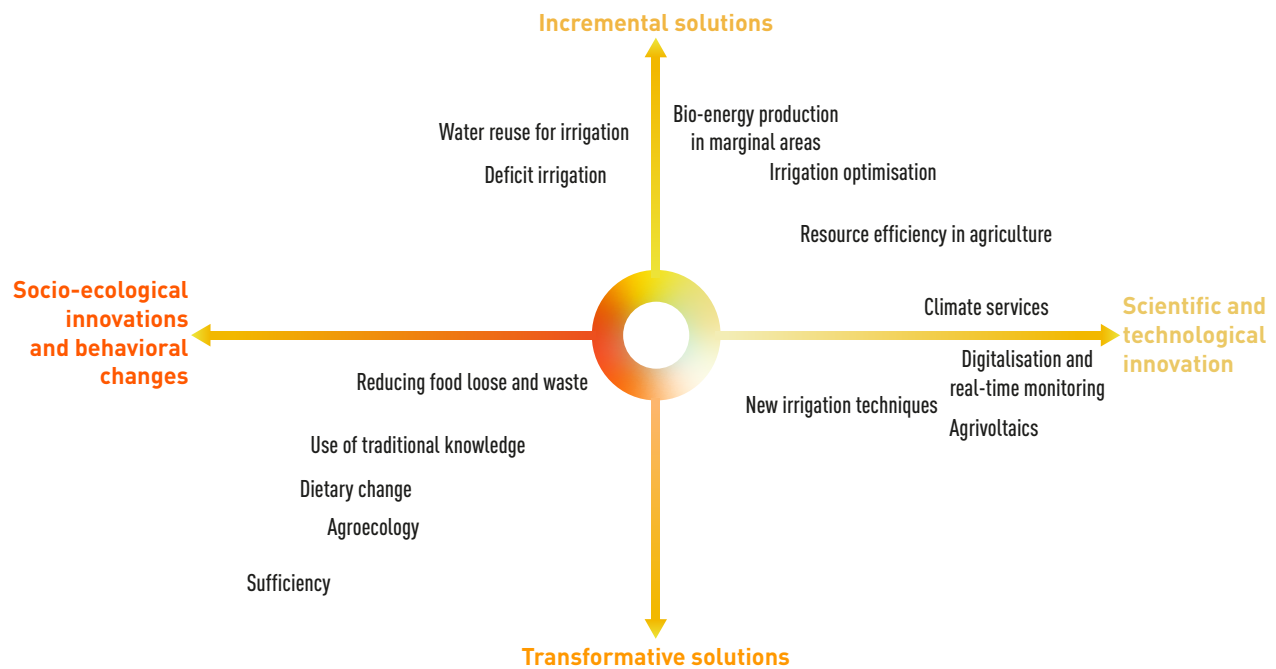 Incremental solutions
Bio-energy production
in marginal areas
Water reuse for irrigation
Deficit irrigation
Irrigation optimisation
Resource efficiency in agriculture
Socio-ecological
innovations
and behavioral
changes
Climate services
Scientific and
technological
innovation
Digitalisation and
real-time monitoring
Reducing food loose and waste
New irrigation techniques
Agrivoltaics
Use of traditional knowledge
Dietary change
Agroecology
Sufficiency
Transformative solutions